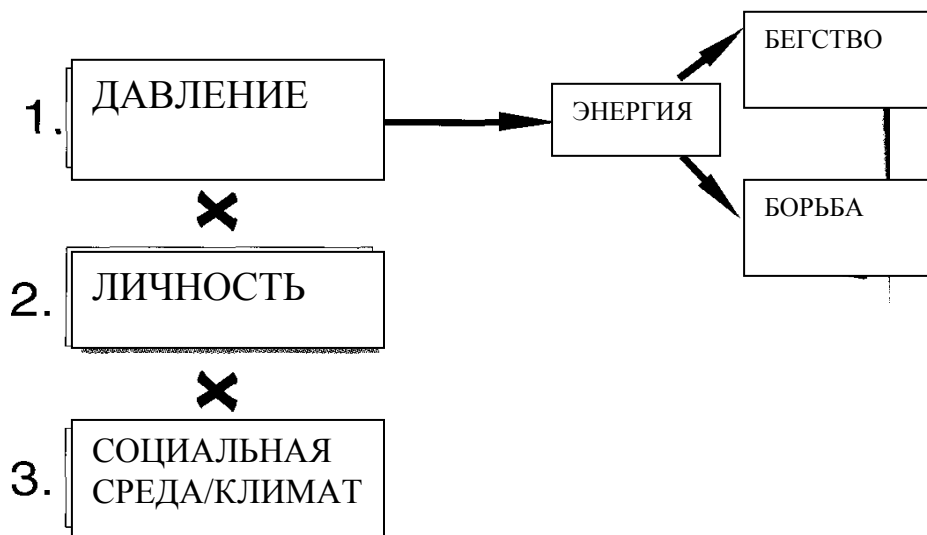 1.
ДАВЛЕНИЕ
ЭНЕРГИЯ
БЕГСТВО
БОРЬБА
2.
ЛИЧНОСТЬ
3.
СОЦИАЛЬНАЯ
СРЕДА/КЛИМАТ